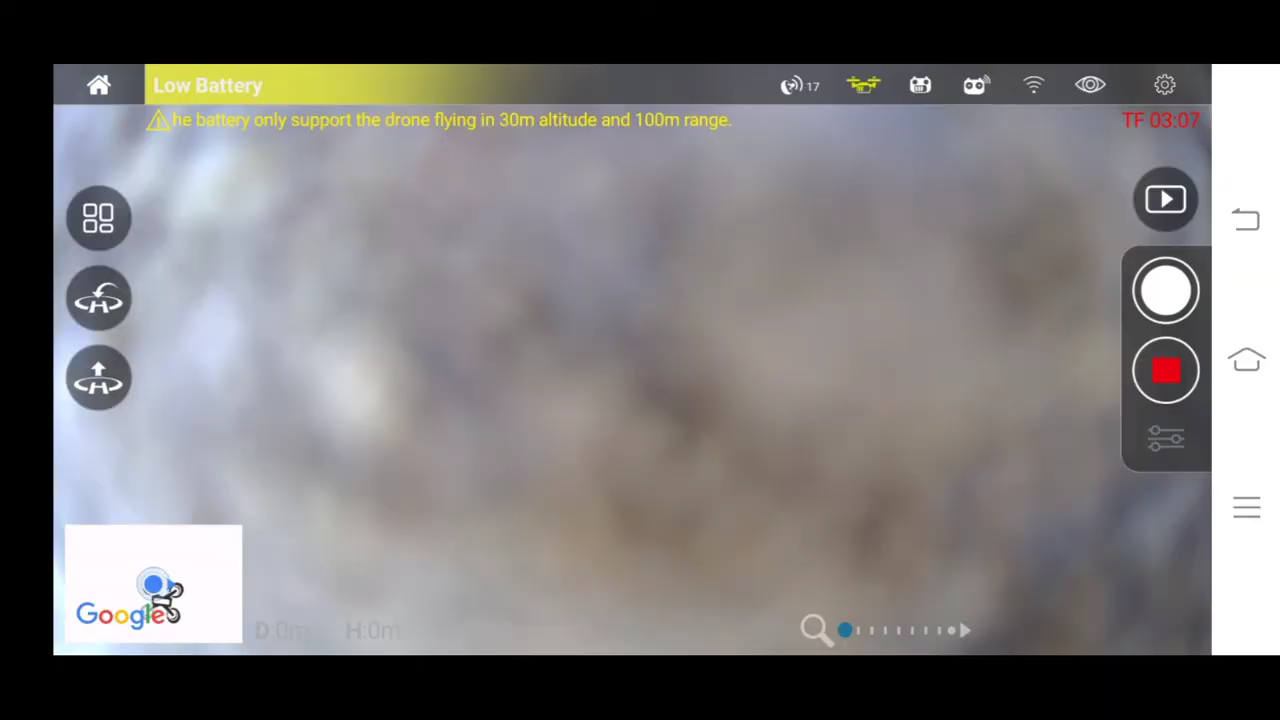 Low Battery
17
he battery only support the drone flying in 30m altitude and 100m range.
TF 03:07
H
H
Google
D:0m H:0m